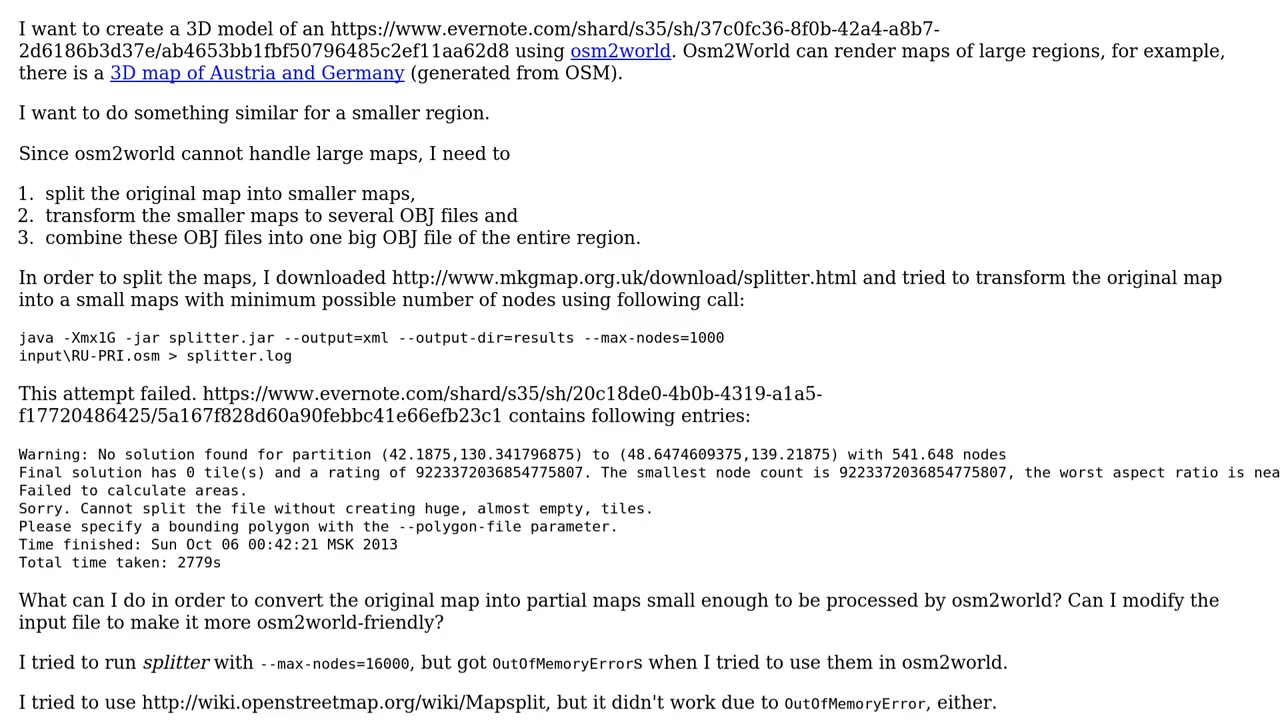 I want to create a 3D model of an https://www.evernote.com/shard/s35/sh/37c0fc36-8f0b-42a4-a8b7-
2d6186b3d37e/ab4653bb1fbf50796485c2ef11aa62d8 using osm2world. Osm2World can render maps of large regions, for example,
there is a 3D map of Austria and Germany (generated from OSM).
I want to do something similar for a smaller region.
Since osm2world cannot handle large maps, I need to
1. split the original map into smaller maps,
2. transform the smaller maps to several OBJ files and
3. combine these OBJ files into one big OBJ file of the entire region.
In order to split the maps, I downloaded http://www.mkgmap.org.uk/download/splitter.html and tried to transform the original map
into a small maps with minimum possible number of nodes using following call:
java -Xmx1G -jar splitter.jar --output=xml --output-dir=results --max-nodes=1000
input\RU-PRI.osm > splitter.log
This attempt failed. https://www.evernote.com/shard/s35/sh/20c18de0-4b0b-4319-a1a5-
f17720486425/5a167f828d60a90febbc41e66efb23c1 contains following entries:
Warning: No solution found for partition (42.1875,130.341796875) to (48.6474609375,139.21875) with 541.648 nodes
Final solution has 0 tile(s) and a rating of 9223372036854775807. The smallest node count is 9223372036854775807, the worst aspect ratio is nea
Failed to calculate areas.
Sorry. Cannot split the file without creating huge, almost empty, tiles.
Please specify a bounding polygon with the --polygon-file parameter.
Time finished: Sun Oct 06 00:42:21 MSK 2013
Total time taken: 2779s
What can I do in order to convert the original map into partial maps small enough to be processed by osm2world? Can I modify the
input file to make it more osm2world-friendly?
I tried to run splitter with --max-nodes=16000, but got OutOfMemoryErrors when I tried to use them in osm2world.
I tried to use http://wiki.openstreetmap.org/wiki/Mapsplit, but it didn't work due to OutOfMemoryError, either.